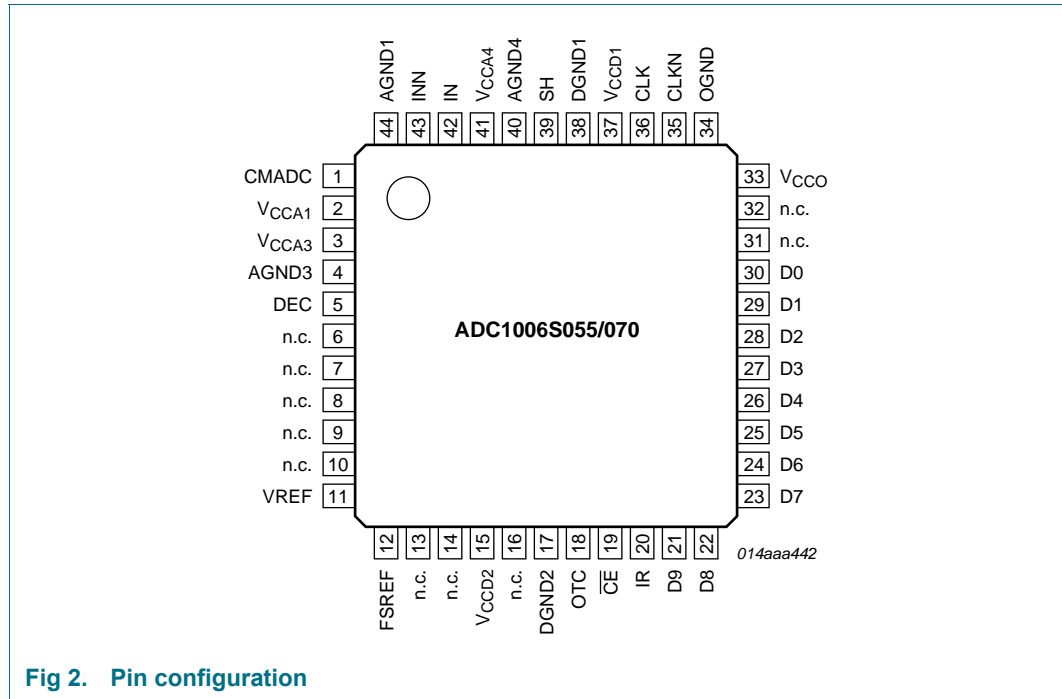 AGND1 INN IN VCCA4 AGND4 SH DGND1 VCCD1 CLK CLKN OGND
44 43 42 41 40 39 38 37 36 35 34
CMADC 1
VCCA1 2
VCCA3 3
AGND3 4
DEC 5
n.c. 6
n.c. 7
n.c. 8
n.c. 9
n.c. 10
VREF 11
ADC1006S055/070
33 VCCO
32 n.c.
31 n.c.
30 D0
29 D1
28 D2
27 D3
26 D4
25 D5
24 D6
23 D7
12 13 14 15 16 17 18 19 20 21 22
FSREF n.c. n.c. VCCD2 n.c. DGND2 OTC C̅E̅ IR D9 D8
014aaa442
Fig 2. Pin configuration